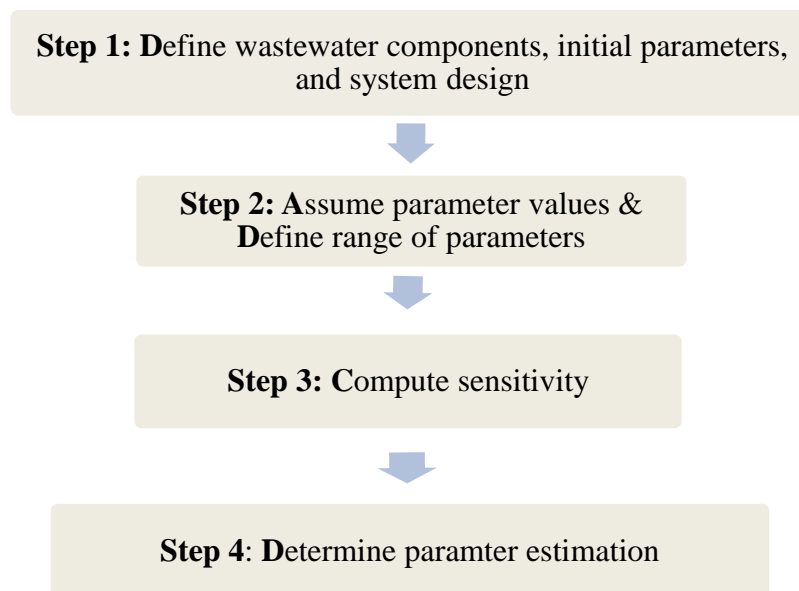 Step 1: Define wastewater components, initial parameters,
and system design
Step 2: Assume parameter values &
Define range of parameters
Step 3: Compute sensitivity
Step 4: Determine paramter estimation